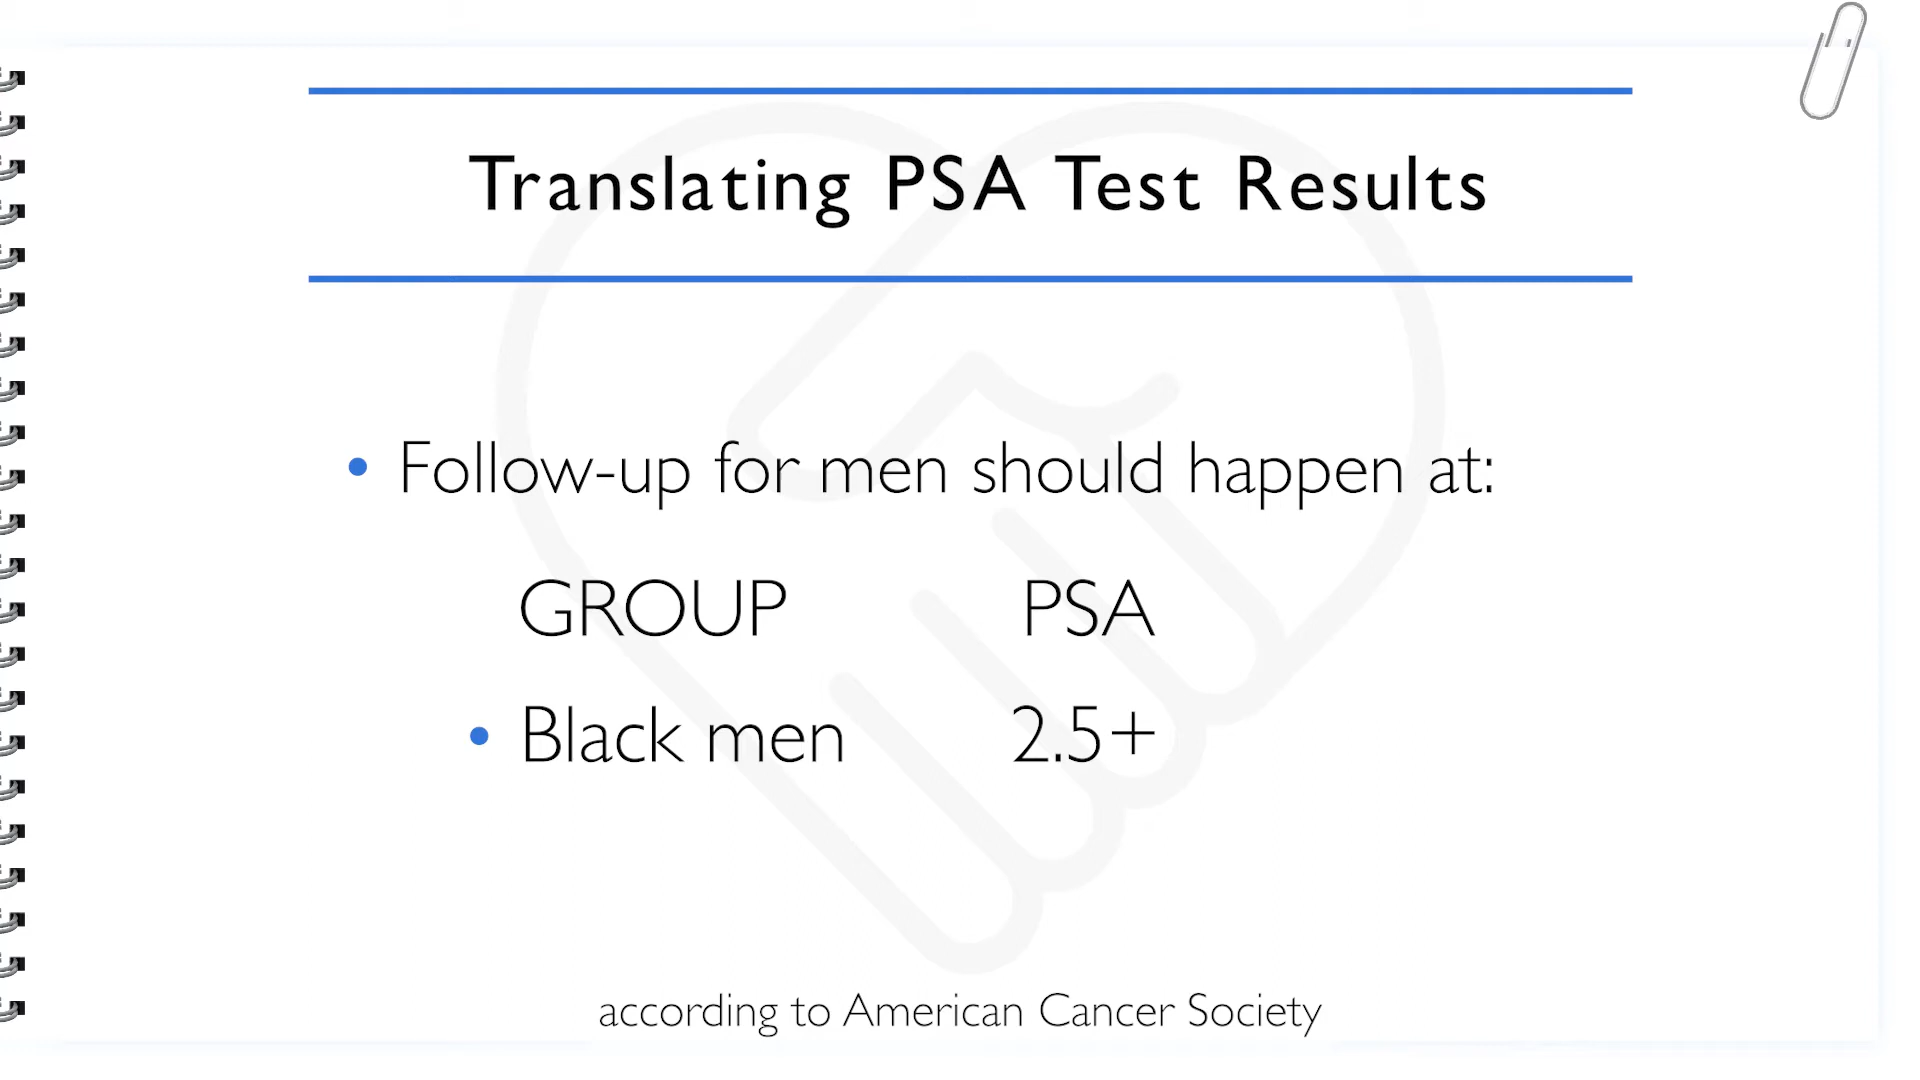 Translating PSA Test Results
• Follow-up for men should happen at:
GROUP PSA
• Black men 2.5+
according to American Cancer Society